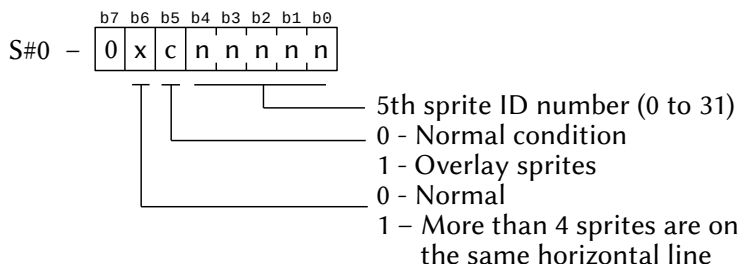 b7 b6 b5 b4 b3 b2 b1 b0
S#0 – 0 x c n n n n n
5th sprite ID number (0 to 31)
0 - Normal condition
1 - Overlay sprites
0 - Normal
1 – More than 4 sprites are on
the same horizontal line